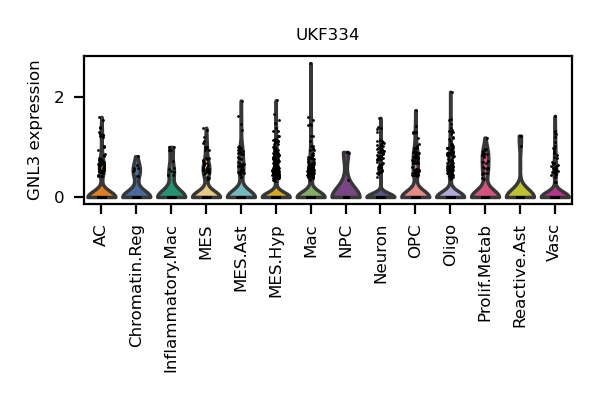 UKF334
GNL3 expression
2
0
AC
Chromatin.Reg
Inflammatory.Mac
MES
MES.Ast
MES.Hyp
Mac
NPC
Neuron
OPC
Oligo
Prolif.Metab
Reactive.Ast
Vasc